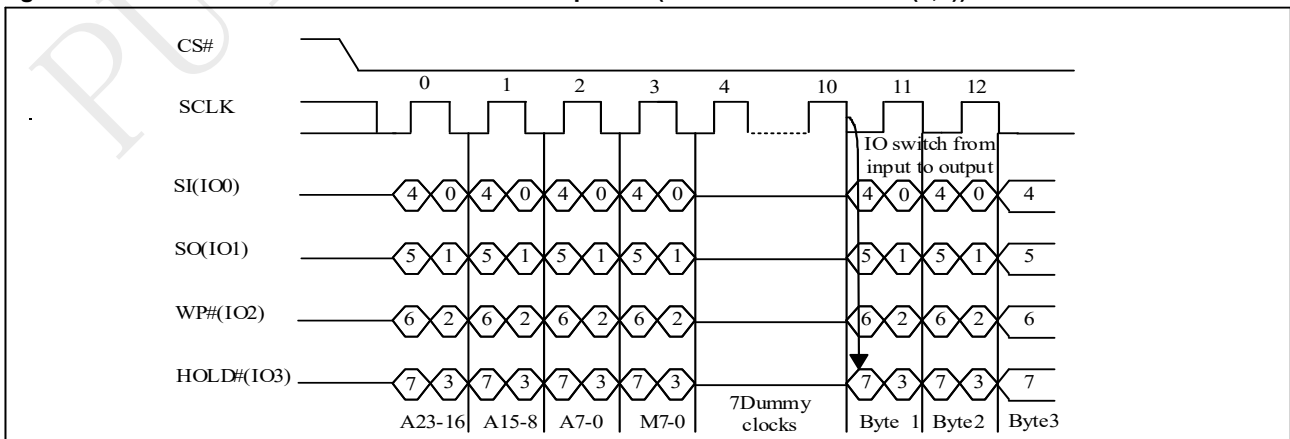 PU
CS#
0 1 2 3 4 10 11 12
SCLK
IO switch from
input to output
SI(IO0) 4 0 4 0 4 0 4 0 4 0 4 0 4
SO(IO1) 5 1 5 1 5 1 5 1 5 1 5 1 5
WP#(IO2) 6 2 6 2 6 2 6 2 6 2 6 2 6
HOLD#(IO3) 7 3 7 3 7 3 7 3 7 3 7 3 7
7Dummy
A23-16 A15-8 A7-0 M7-0 clocks Byte 1 Byte2 Byte3